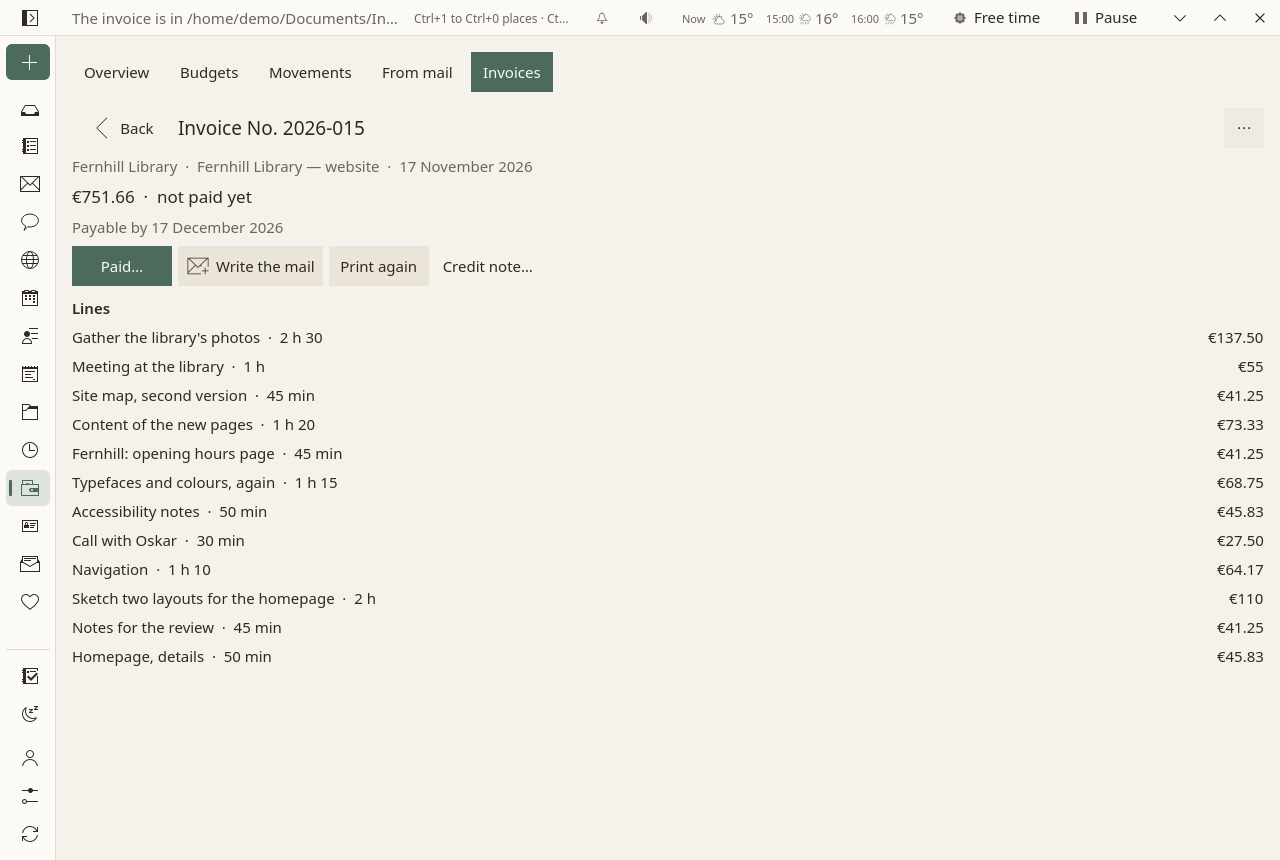 The invoice is in /home/demo/Documents/In... Ctrl+1 to Ctrl+0 places · Ct... Now 15° 15:00 16° 16:00 15° Free time Pause
Overview Budgets Movements From mail Invoices
Back Invoice No. 2026-015 ...
Fernhill Library · Fernhill Library — website · 17 November 2026
€751.66 · not paid yet
Payable by 17 December 2026
Paid... Write the mail Print again Credit note...
Lines
Gather the library's photos · 2 h 30 €137.50
Meeting at the library · 1 h €55
Site map, second version · 45 min €41.25
Content of the new pages · 1 h 20 €73.33
Fernhill: opening hours page · 45 min €41.25
Typefaces and colours, again · 1 h 15 €68.75
Accessibility notes · 50 min €45.83
Call with Oskar · 30 min €27.50
Navigation · 1 h 10 €64.17
Sketch two layouts for the homepage · 2 h €110
Notes for the review · 45 min €41.25
Homepage, details · 50 min €45.83